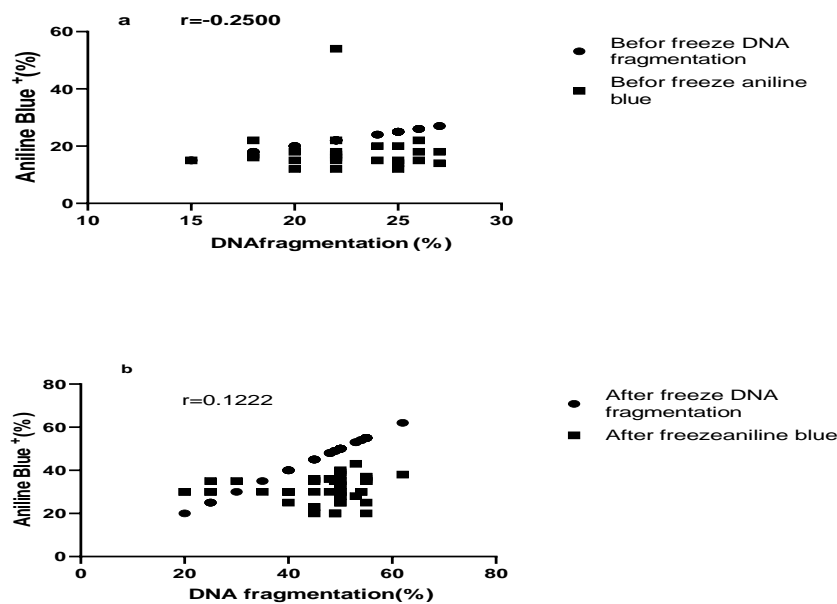 a r=-0.2500
60
40
20
0
Aniline Blue +(%)
10 15 20 25 30
DNAfragmentation (%)
Befor freeze DNA
fragmentation
Befor freeze aniline
blue
b
r=0.1222
80
60
40
20
0
Aniline Blue +(%)
0 20 40 60 80
DNA fragmentation(%)
After freeze DNA
fragmentation
After freezeaniline blue